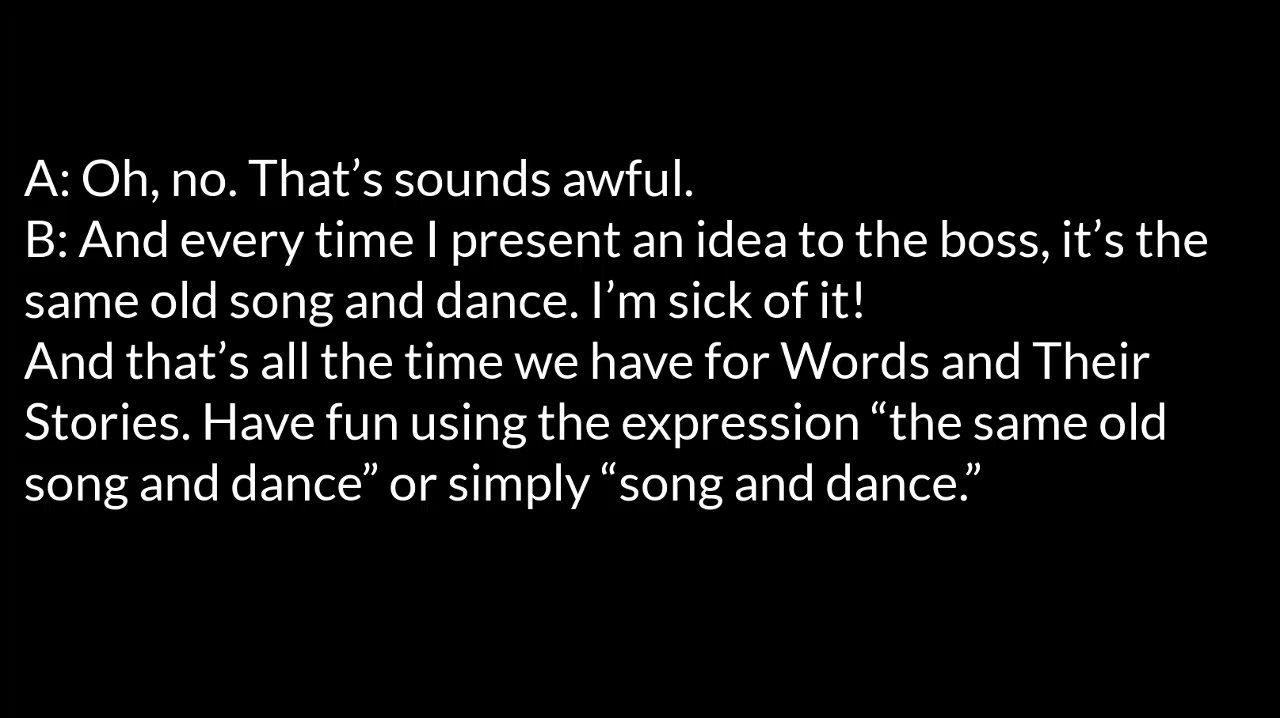 A: Oh, no. That’s sounds awful.
B: And every time I present an idea to the boss, it’s the
same old song and dance. I’m sick of it!
And that’s all the time we have for Words and Their
Stories. Have fun using the expression “the same old
song and dance” or simply “song and dance.”